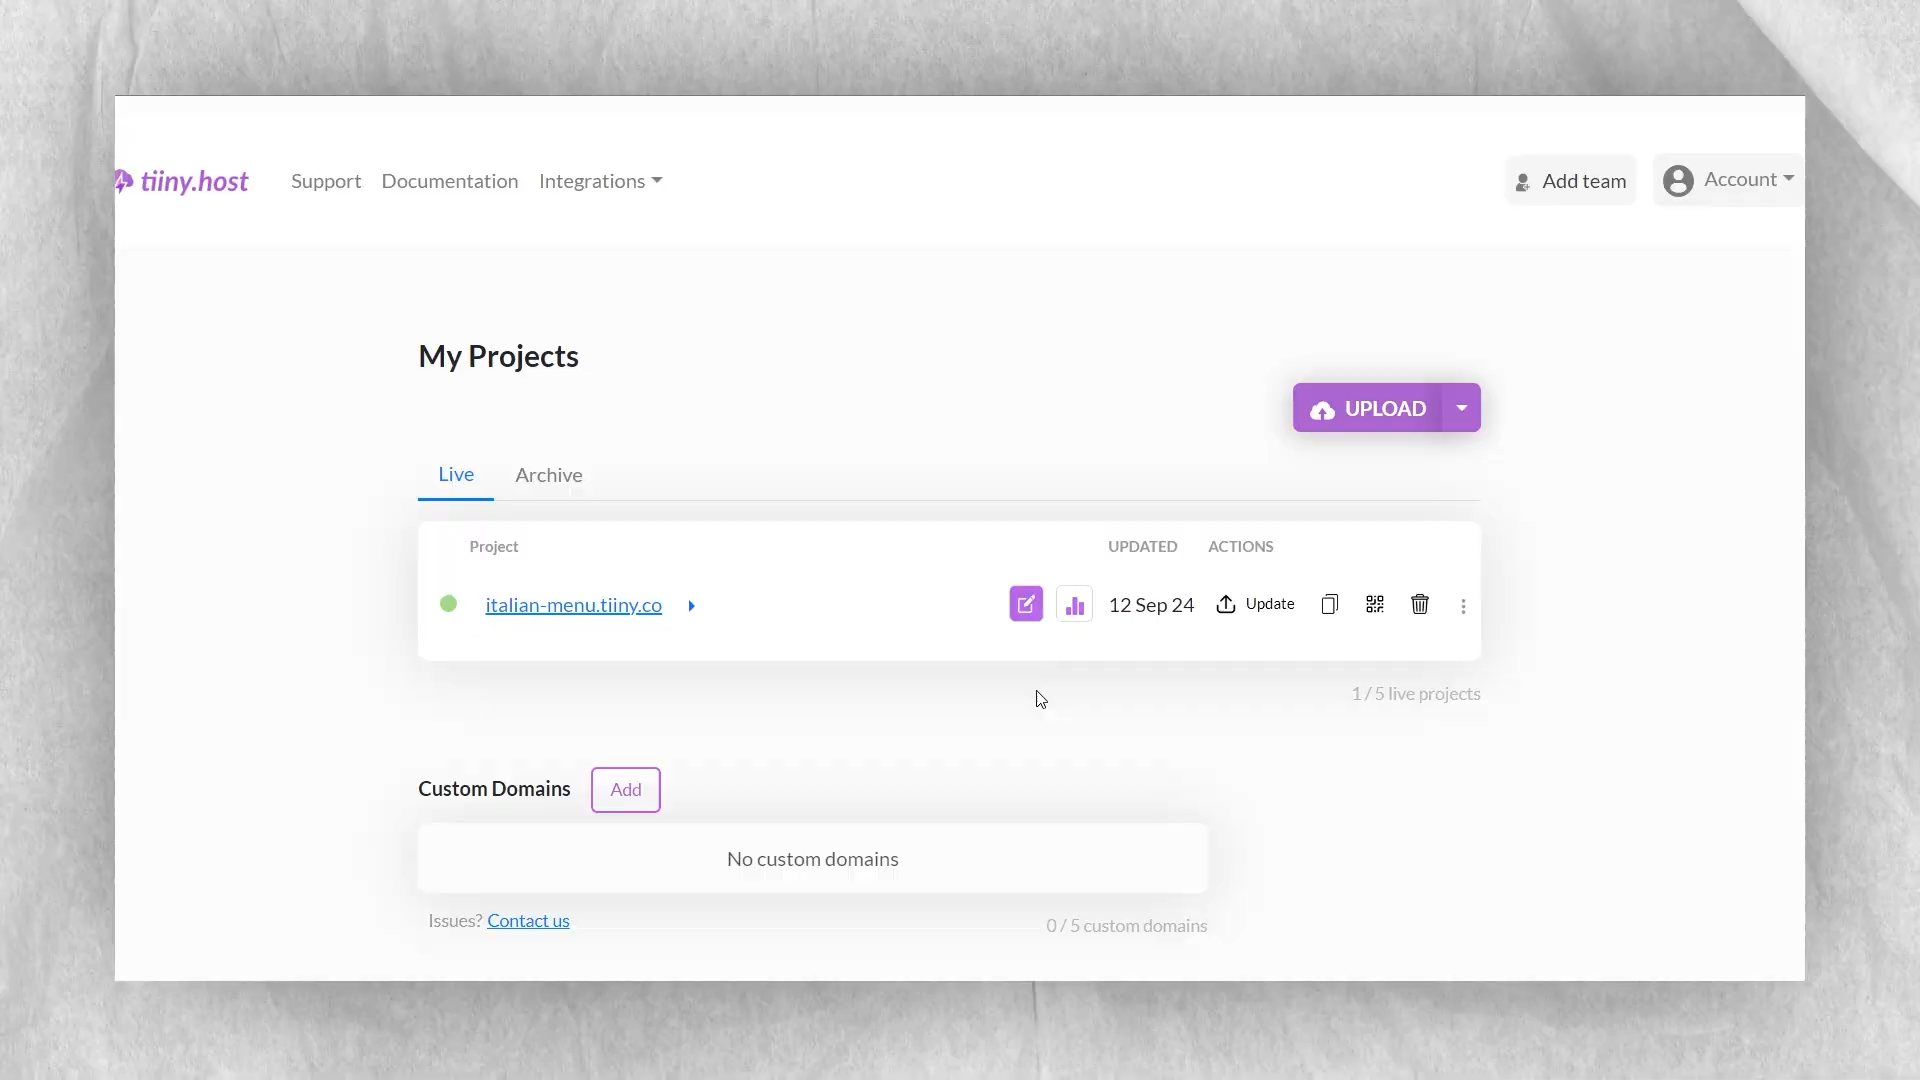 tiiny.host Support Documentation Integrations Add team Account
My Projects
UPLOAD
Live Archive
Project UPDATED ACTIONS
italian-menu.tiiny.co 12 Sep 24 Update
1 / 5 live projects
Custom Domains Add
No custom domains
Issues? Contact us 0 / 5 custom domains